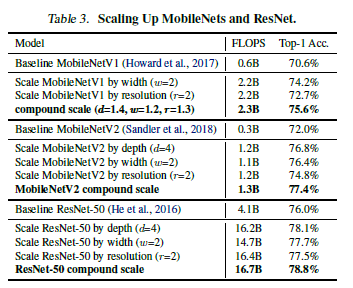 Table 3. Scaling Up MobileNets and ResNet.
Model FLOPS Top-1 Acc.
Baseline MobileNetV1 (Howard et al., 2017) 0.6B 70.6%
Scale MobileNetV1 by width (w=2) 2.2B 74.2%
Scale MobileNetV1 by resolution (r=2) 2.2B 72.7%
compound scale (d=1.4, w=1.2, r=1.3) 2.3B 75.6%
Baseline MobileNetV2 (Sandler et al., 2018) 0.3B 72.0%
Scale MobileNetV2 by depth (d=4) 1.2B 76.8%
Scale MobileNetV2 by width (w=2) 1.1B 76.4%
Scale MobileNetV2 by resolution (r=2) 1.2B 74.8%
MobileNetV2 compound scale 1.3B 77.4%
Baseline ResNet-50 (He et al., 2016) 4.1B 76.0%
Scale ResNet-50 by depth (d=4) 16.2B 78.1%
Scale ResNet-50 by width (w=2) 14.7B 77.7%
Scale ResNet-50 by resolution (r=2) 16.4B 77.5%
ResNet-50 compound scale 16.7B 78.8%